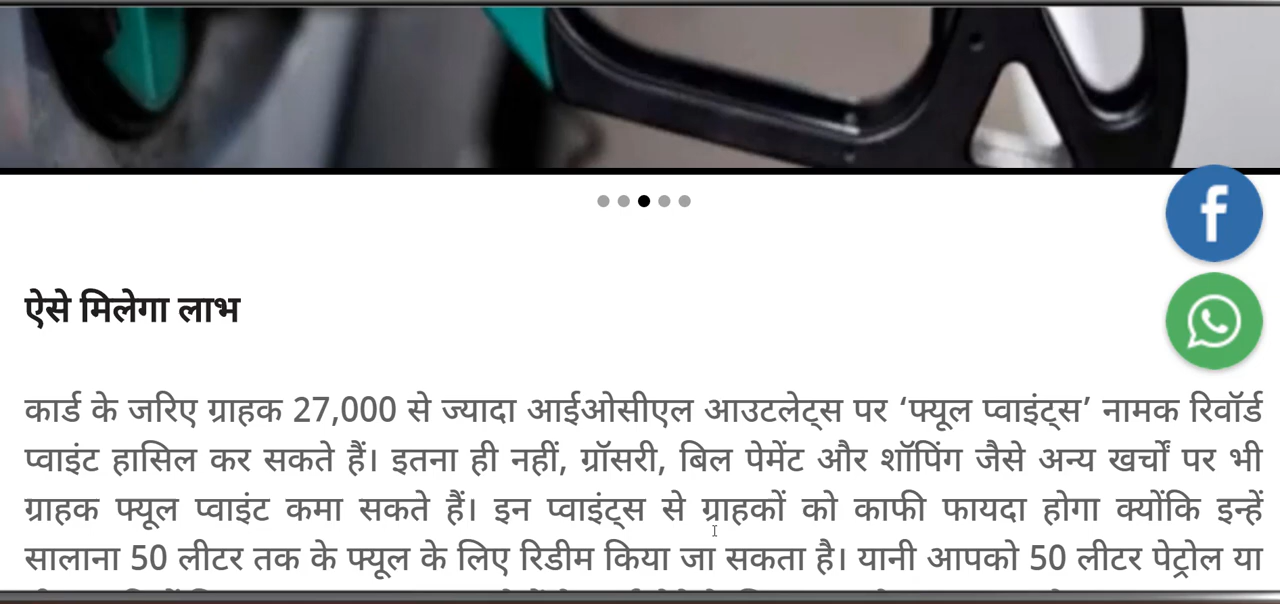 ऐसे मिलेगा लाभ
कार्ड के जरिए ग्राहक 27,000 से ज्यादा आईओसीएल आउटलेट्स पर ‘फ्यूल प्वाइंट्स’ नामक रिवॉर्ड
प्वाइंट हासिल कर सकते हैं। इतना ही नहीं, ग्रॉसरी, बिल पेमेंट और शॉपिंग जैसे अन्य खर्चों पर भी
ग्राहक फ्यूल प्वाइंट कमा सकते हैं। इन प्वाइंट्स से ग्राहकों को काफी फायदा होगा क्योंकि इन्हें
सालाना 50 लीटर तक के फ्यूल के लिए रिडीम किया जा सकता है। यानी आपको 50 लीटर पेट्रोल या